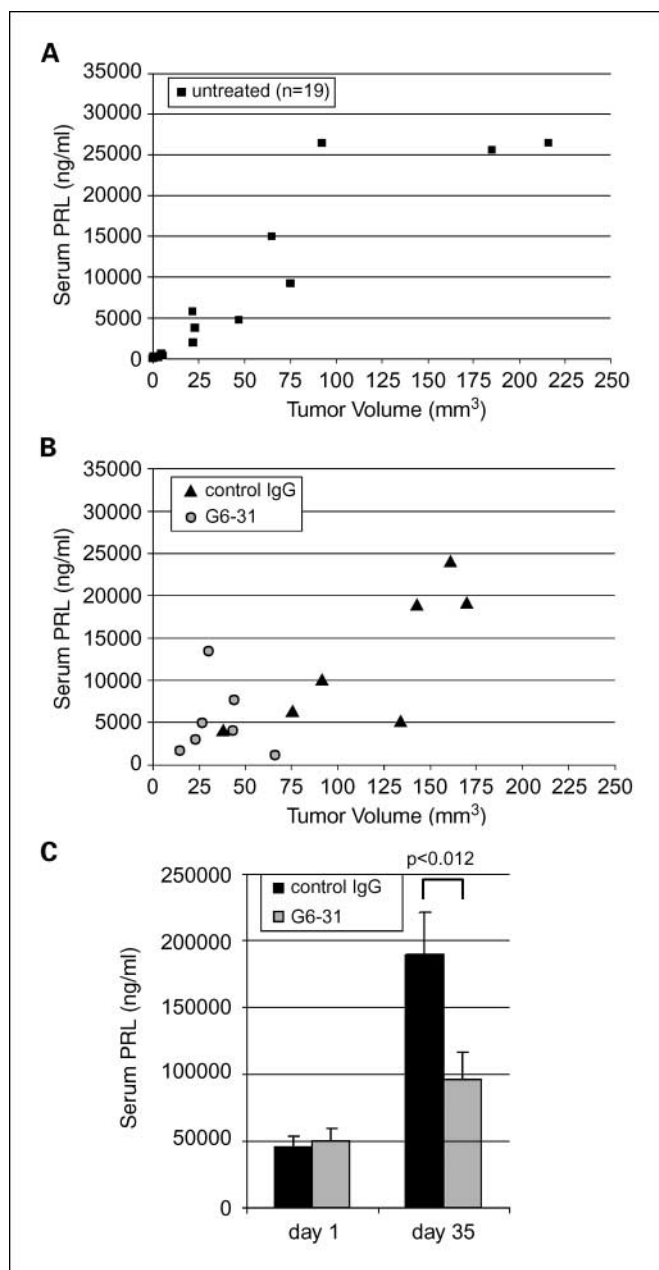 A
35000
30000
25000
20000
15000
10000
5000
0
Serum PRL (ng/ml)
untreated (n=19)
0 25 50 75 100 125 150 175 200 225 250
Tumor Volume (mm³)
B
35000
30000
25000
20000
15000
10000
5000
0
Serum PRL (ng/ml)
control IgG
G6-31
0 25 50 75 100 125 150 175 200 225 250
Tumor Volume (mm³)
C
p<0.012
250000
200000
150000
100000
50000
0
Serum PRL (ng/ml)
control IgG
G6-31
day 1 day 35